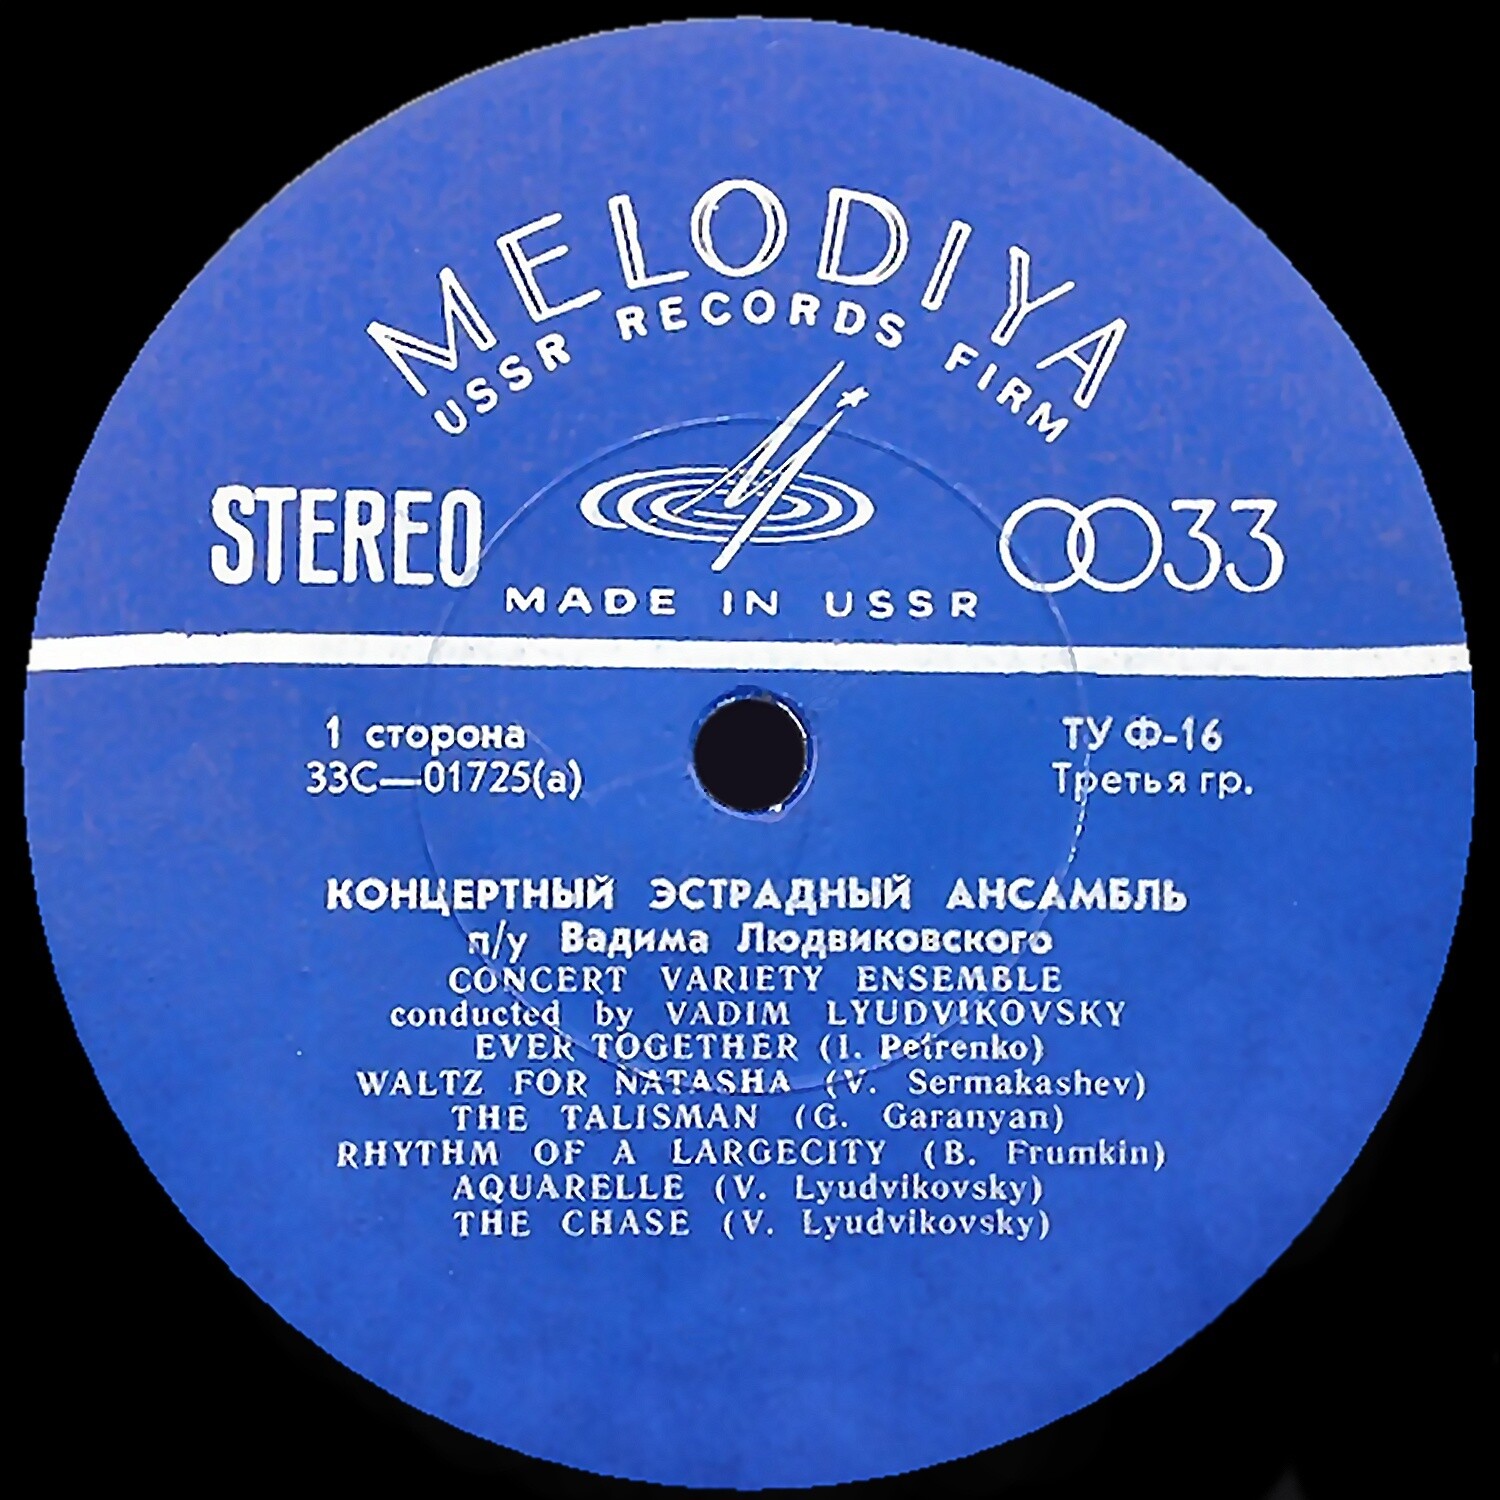 MELODIYA
USSR RECORDS FIRM
STEREO
33
MADE IN USSR
1 сторона
ТУ Ф-16
33С—01725(а)
Третья гр.
КОНЦЕРТНЫЙ ЭСТРАДНЫЙ АНСАМБЛЬ
п/у Вадима Людвиковского
CONCERT VARIETY ENSEMBLE
conducted by VADIM LYUDVIKOVSKY
EVER TOGETHER (I. Petrenko)
WALTZ FOR NATASHA (V. Sermakashev)
THE TALISMAN (G. Garanyan)
RHYTHM OF A LARGECITY (B. Frumkin)
AQUARELLE (V. Lyudvikovsky)
THE CHASE (V. Lyudvikovsky)